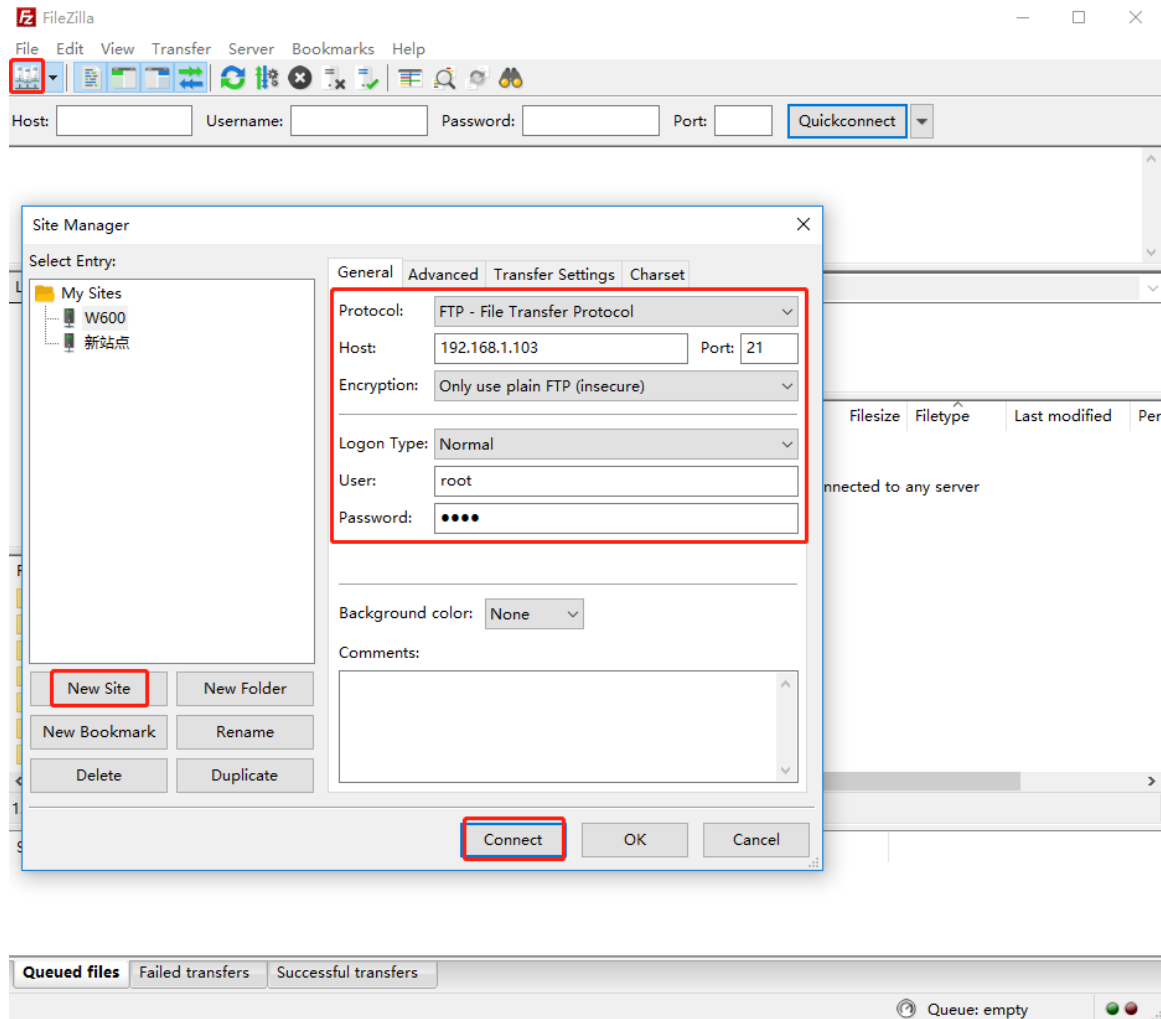 FileZilla
File Edit View Transfer Server Bookmarks Help
Host: Username: Password: Port: Quickconnect
Site Manager
Select Entry:
My Sites
W600
新站点
New Site New Folder
New Bookmark Rename
Delete Duplicate
General Advanced Transfer Settings Charset
Protocol: FTP - File Transfer Protocol
Host: 192.168.1.103 Port: 21
Encryption: Only use plain FTP (insecure)
Logon Type: Normal
User: root
Password: ••••
Background color: None
Comments:
Connect OK Cancel
Filesize Filetype Last modified Per
nnected to any server
Queued files Failed transfers Successful transfers
Queue: empty